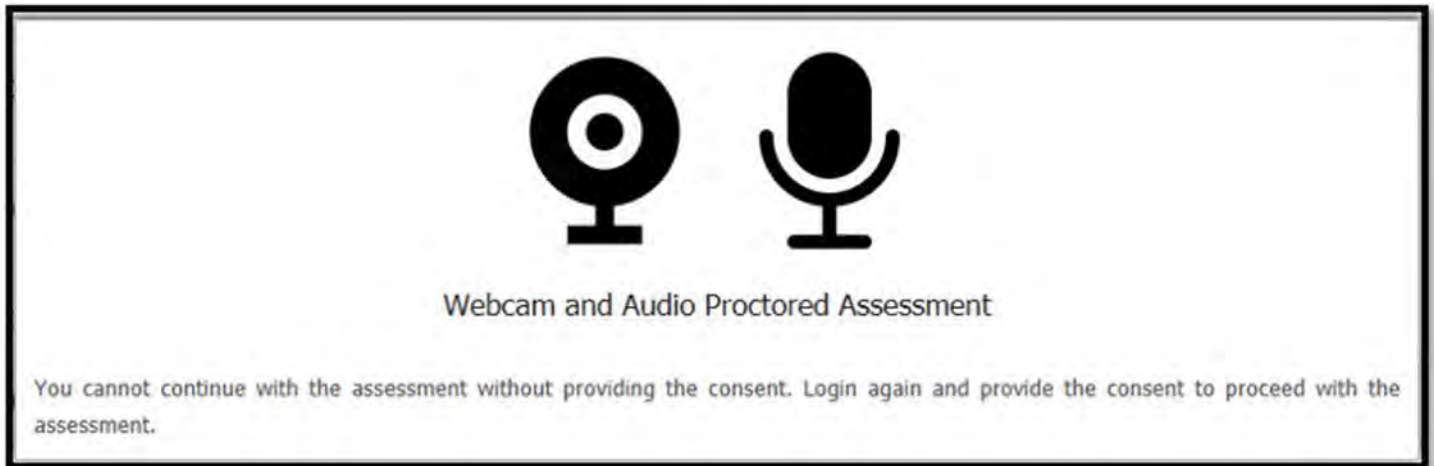 Webcam and Audio Proctored Assessment
You cannot continue with the assessment without providing the consent. Login again and provide the consent to proceed with the
assessment.